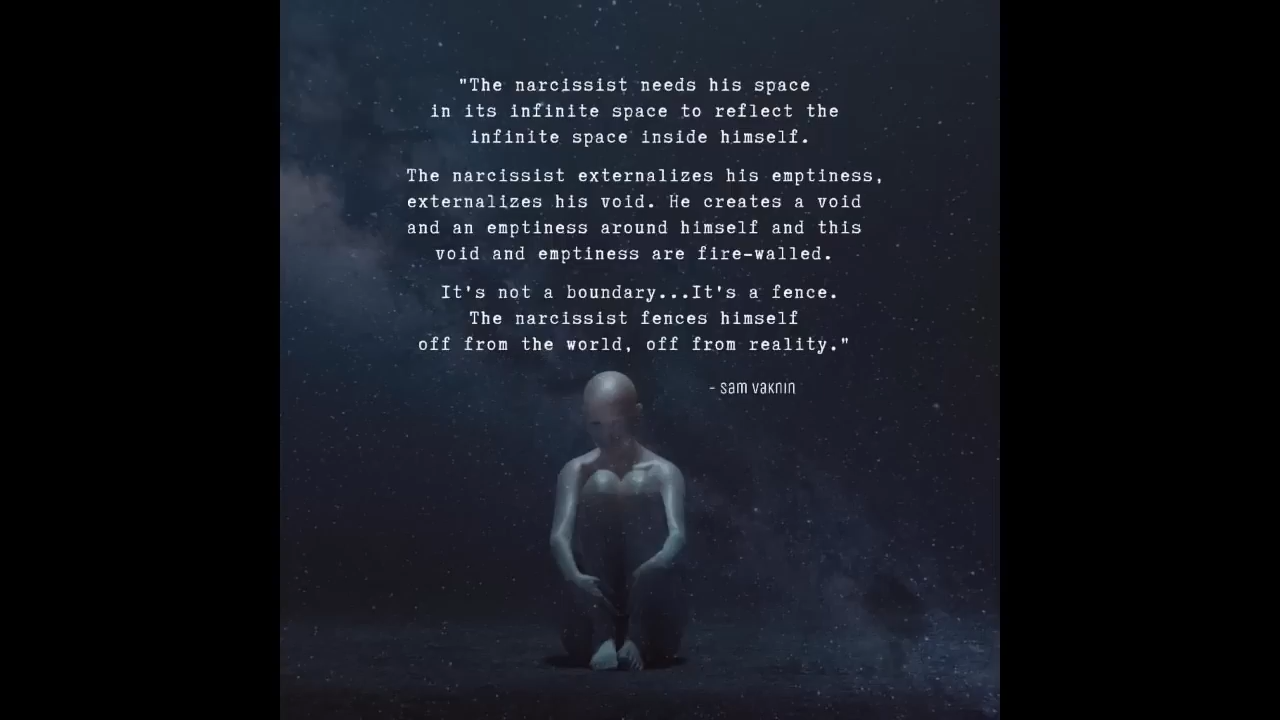 "The narcissist needs his space
in its infinite space to reflect the
infinite space inside himself.
The narcissist externalizes his emptiness,
externalizes his void. He creates a void
and an emptiness around himself and this
void and emptiness are fire-walled.
It's not a boundary...It's a fence.
The narcissist fences himself
off from the world, off from reality."
- sam vaknin